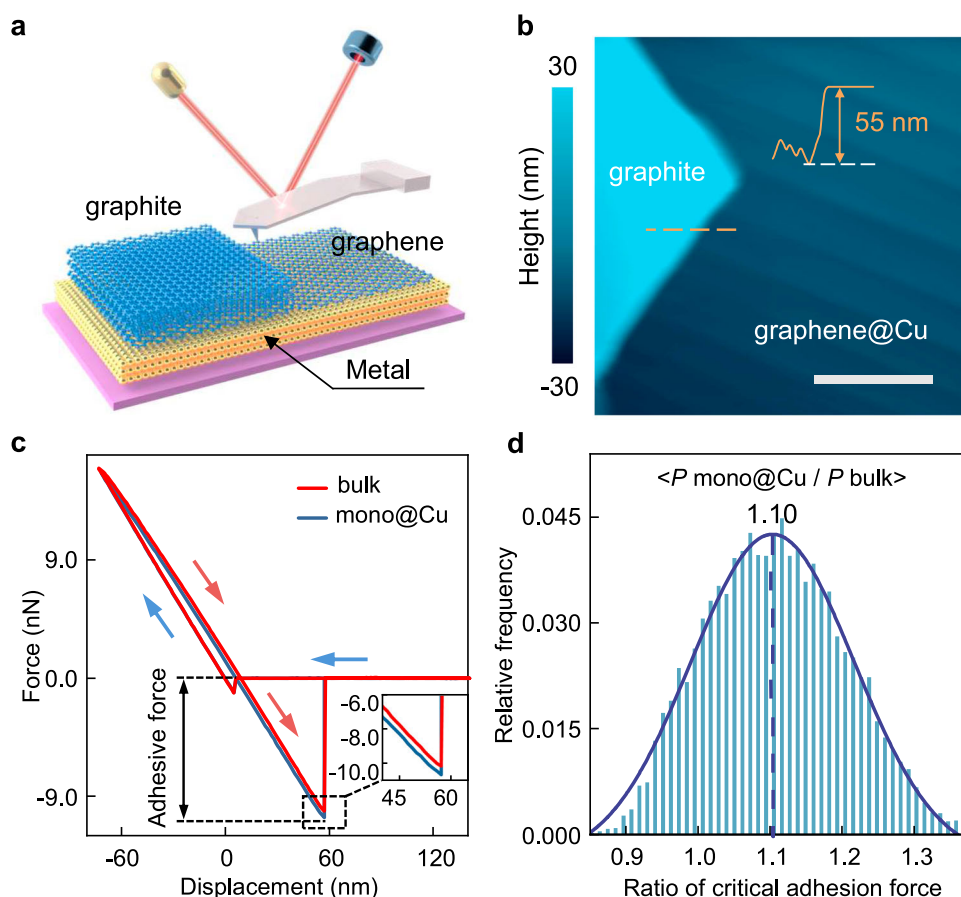 a
graphite
graphene
Metal
b
30
Height (nm)
-30
graphite
55 nm
graphene@Cu
c
bulk
mono@Cu
Force (nN)
9.0
0.0
-9.0
Adhesive force
-6.0
-8.0
-10.0
45
60
-60
0
60
120
Displacement (nm)
d
<P mono@Cu / P bulk>
1.10
Relative frequency
0.045
0.030
0.015
0.000
0.9
1.0
1.1
1.2
1.3
Ratio of critical adhesion force